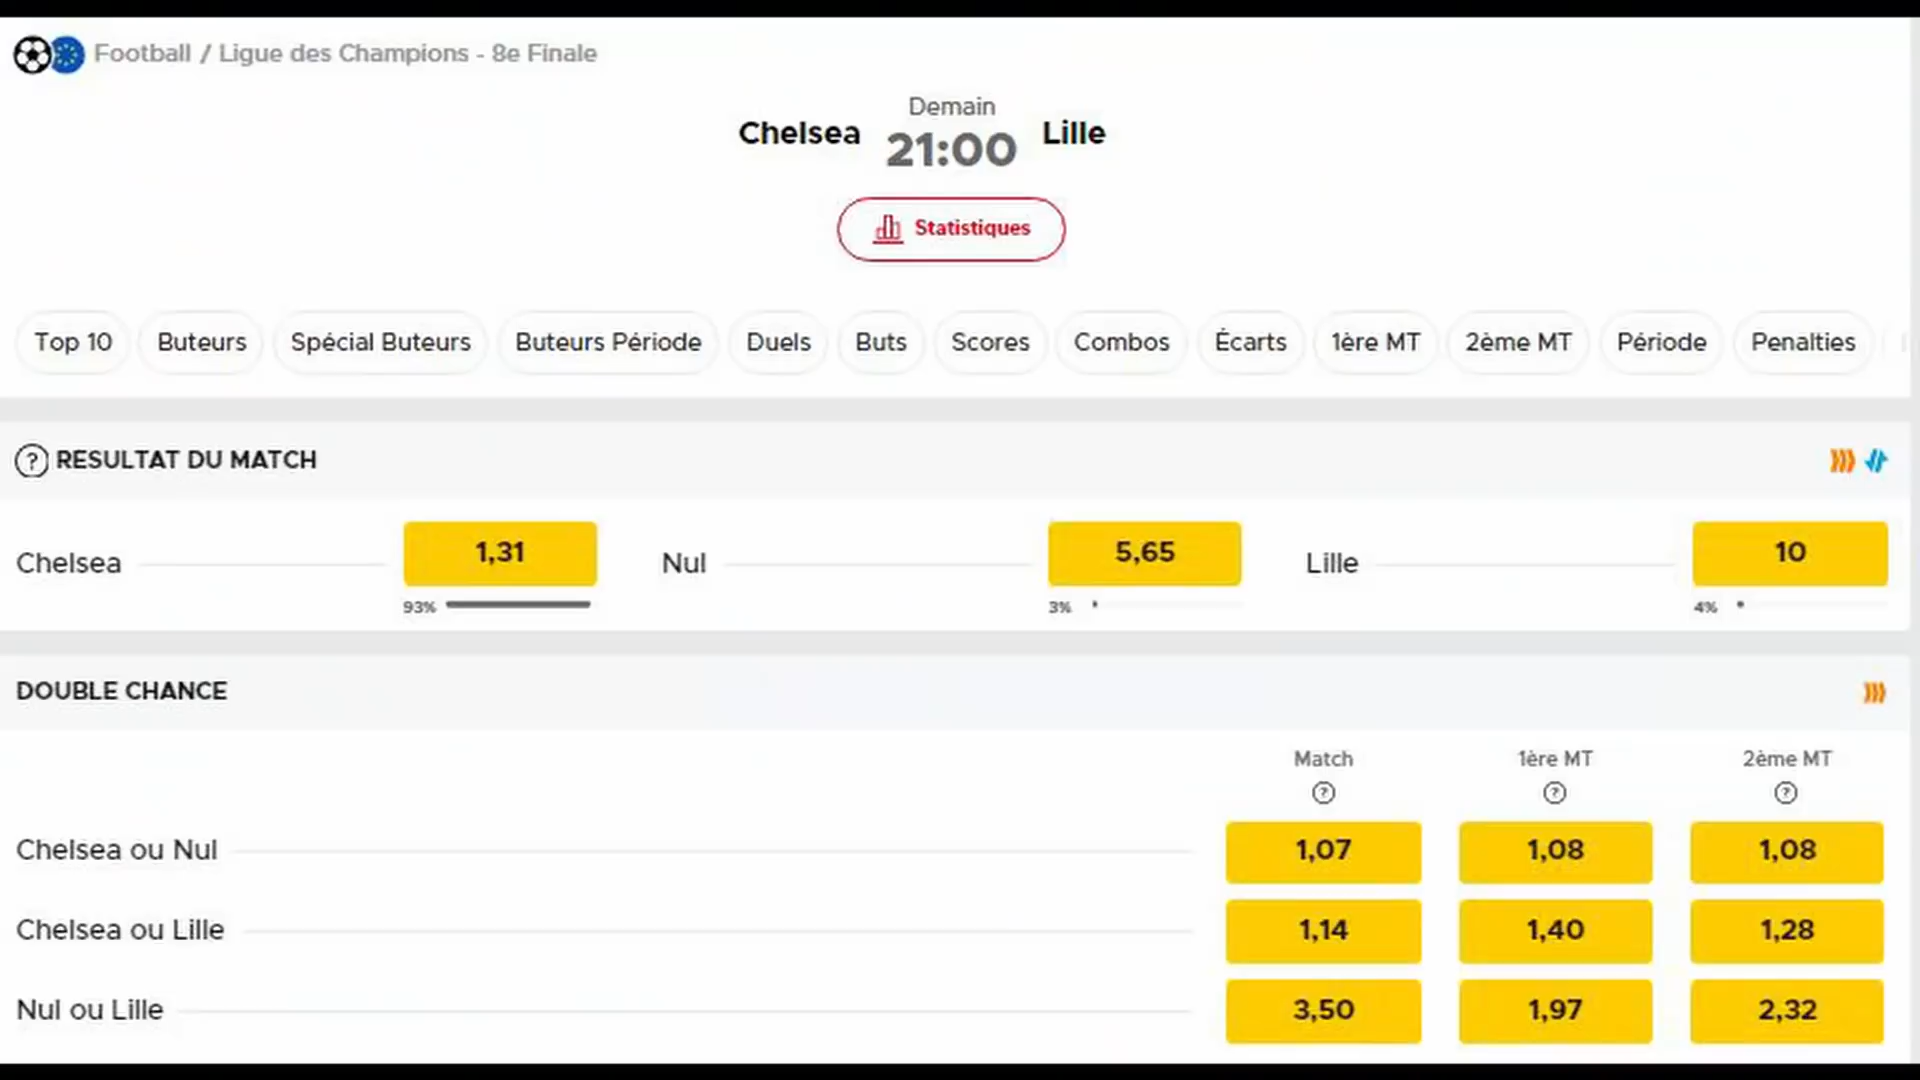 Football / Ligue des Champions - 8e Finale
Demain
Chelsea 21:00 Lille
Statistiques
Top 10 Buteurs Spécial Buteurs Buteurs Période Duels Buts Scores Combos Écarts 1ère MT 2ème MT Période Penalties
? RESULTAT DU MATCH
Chelsea 1,31 Nul 5,65 Lille 10
93% 3% 4%
DOUBLE CHANCE
Match 1ère MT 2ème MT
? ? ?
Chelsea ou Nul 1,07 1,08 1,08
Chelsea ou Lille 1,14 1,40 1,28
Nul ou Lille 3,50 1,97 2,32